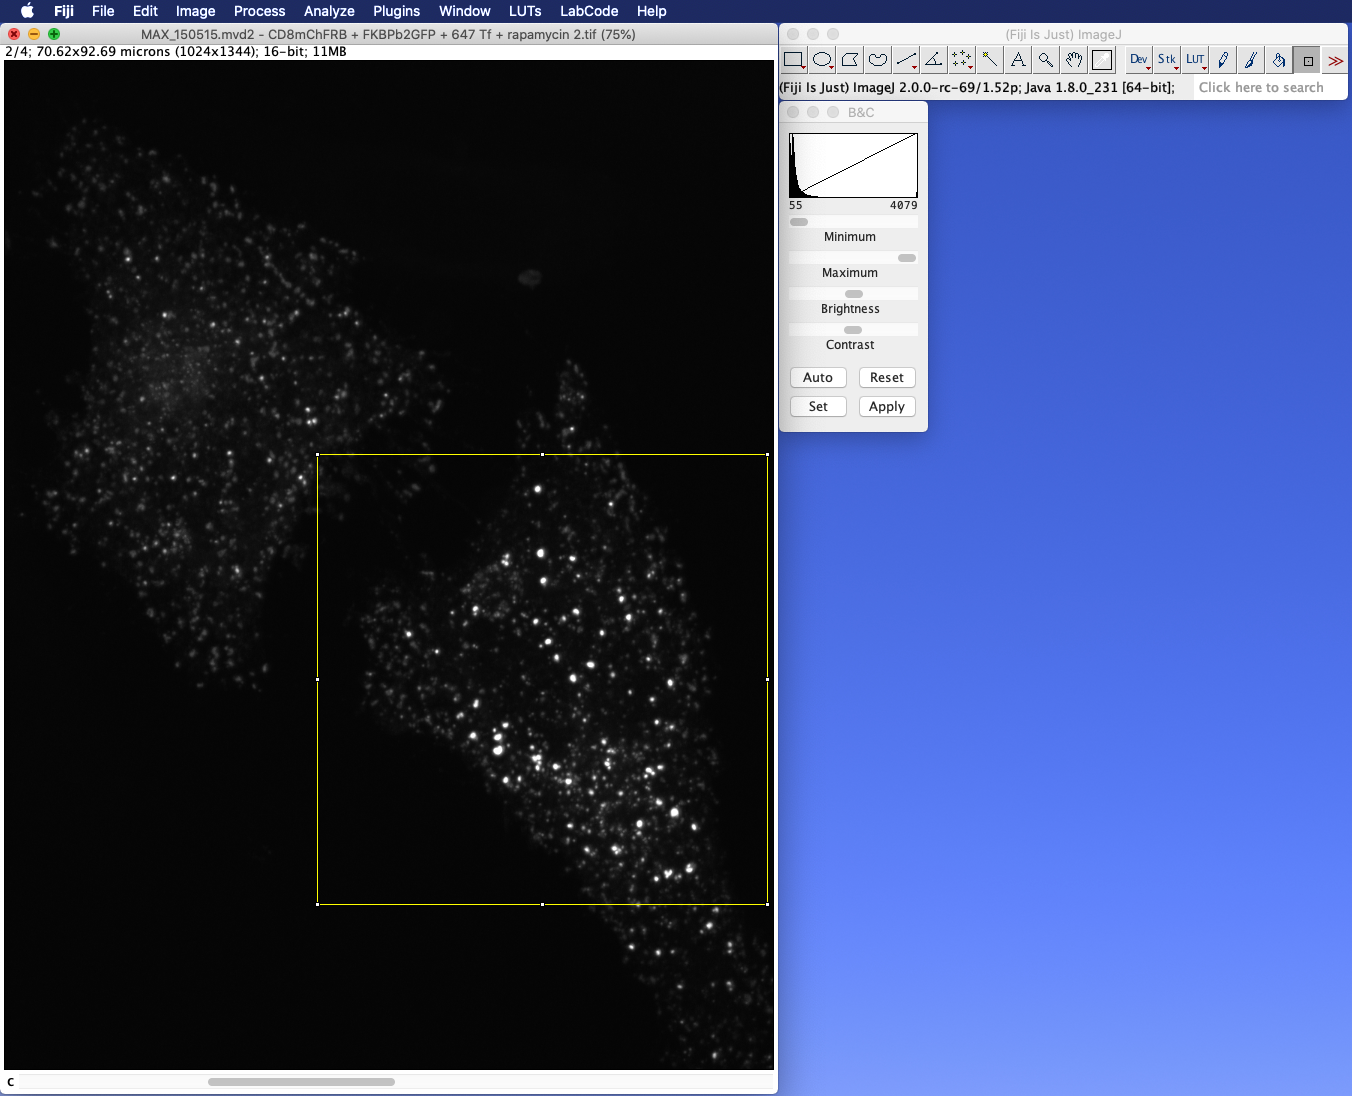 Fiji File Edit Image Process Analyze Plugins Window LUTs LabCode Help
MAX_150515.mvd2 - CD8mChFRB + FKBPb2GFP + 647 Tf + rapamycin 2.tif (75%)
2/4; 70.62x92.69 microns (1024x1344); 16-bit; 11MB
C
(Fiji Is Just) ImageJ
A Dev Stk LUT
(Fiji Is Just) ImageJ 2.0.0-rc-69/1.52p; Java 1.8.0_231 [64-bit]; Click here to search
B&C
55 4079
Minimum
Maximum
Brightness
Contrast
Auto Reset
Set Apply